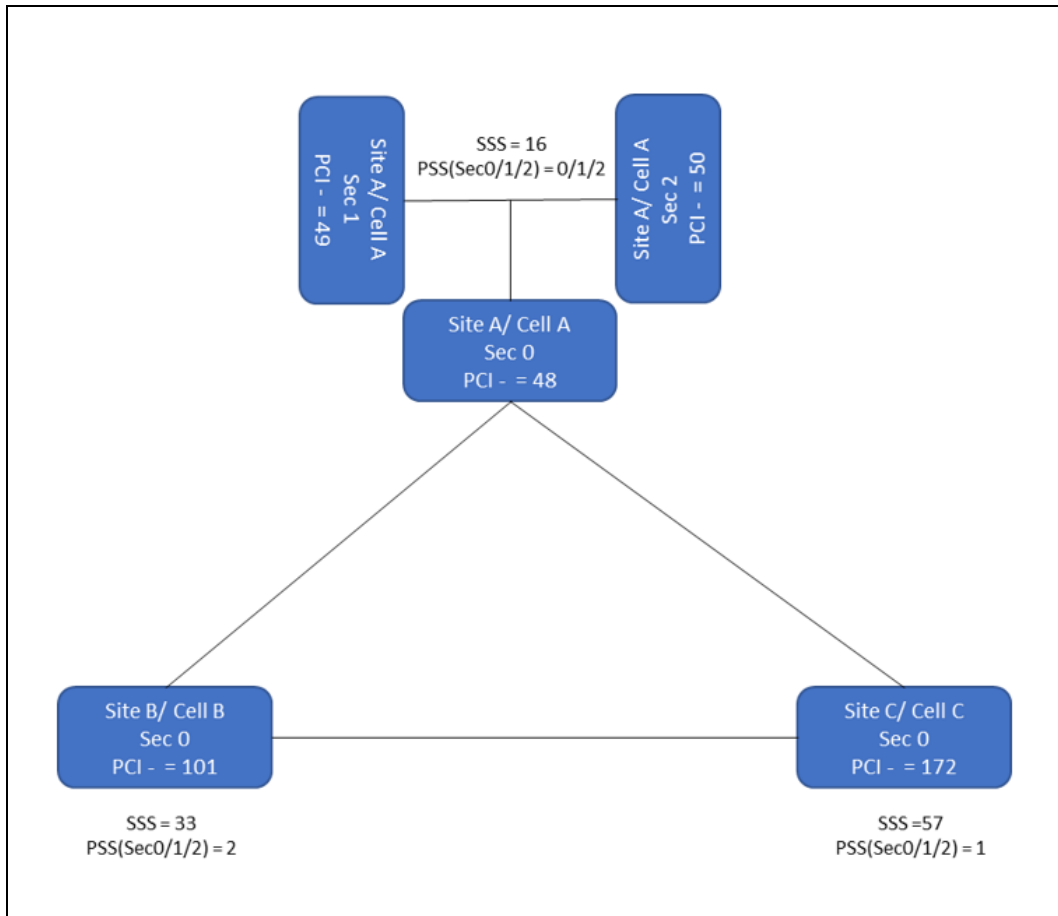 Site A/ Cell A
Sec 1
PCI - = 49
SSS = 16
PSS(Sec0/1/2) = 0/1/2
Site A/ Cell A
Sec 2
PCI - = 50
Site A/ Cell A
Sec 0
PCI - = 48
Site B/ Cell B
Sec 0
PCI - = 101
SSS = 33
PSS(Sec0/1/2) = 2
Site C/ Cell C
Sec 0
PCI - = 172
SSS =57
PSS(Sec0/1/2) = 1